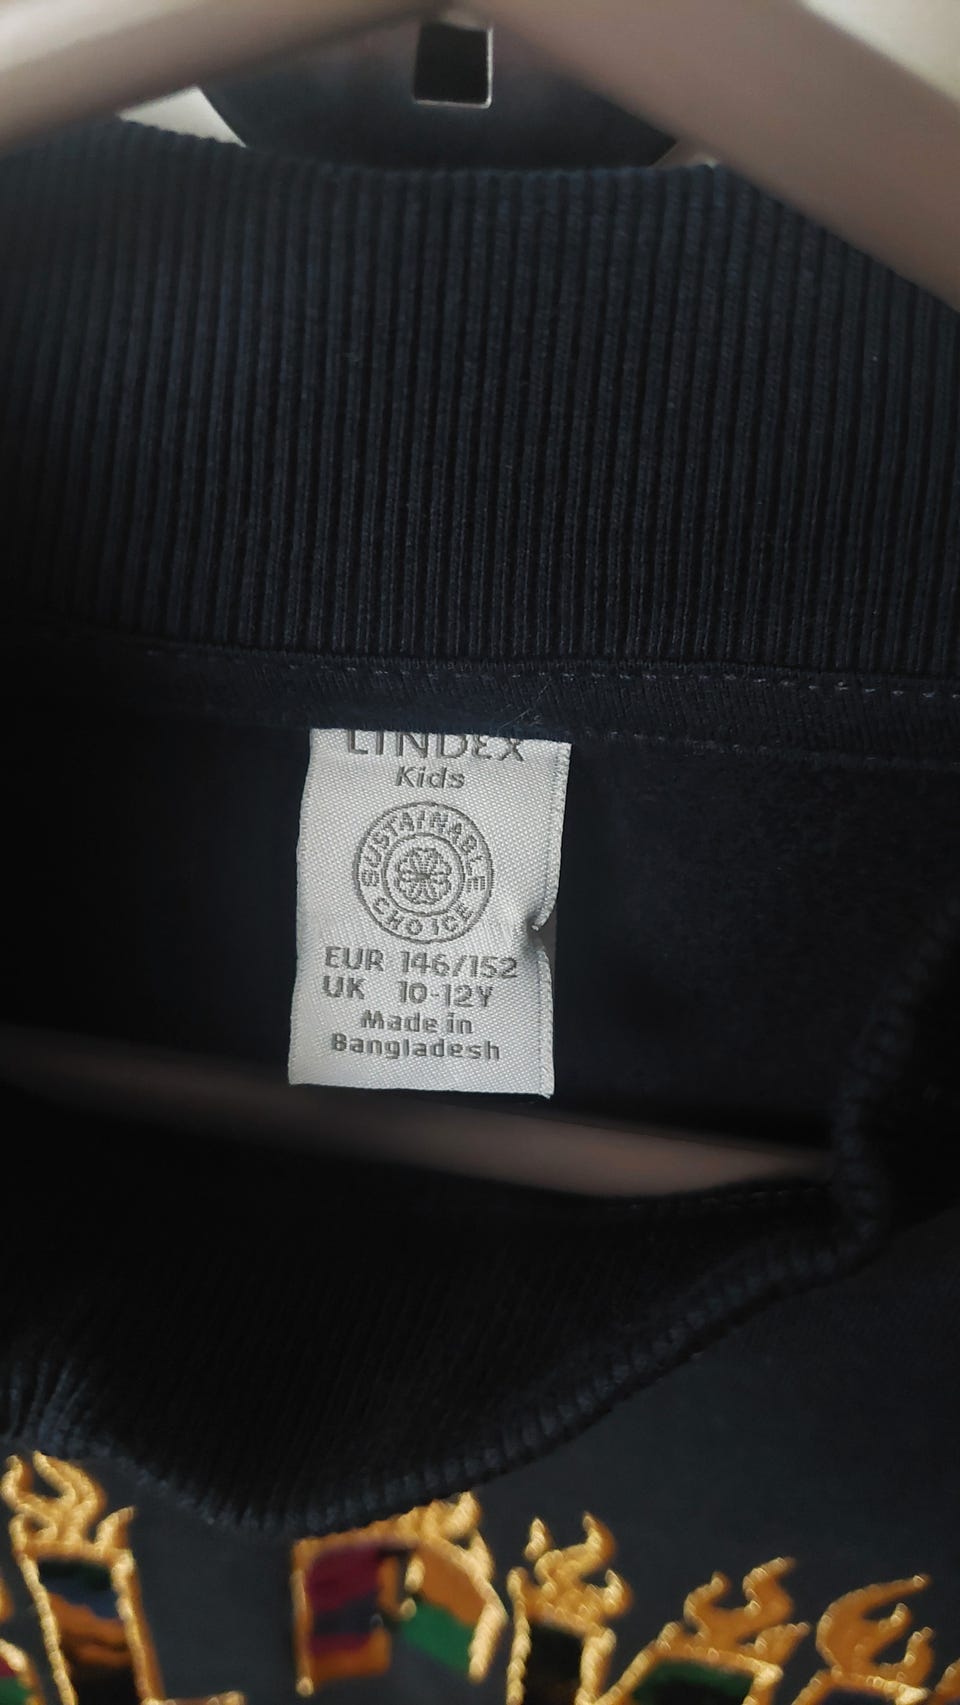 LINDEX
Kids
SUSTAINABLE
CHOICE
EUR 146/152
UK 10-12Y
Made in
Bangladesh